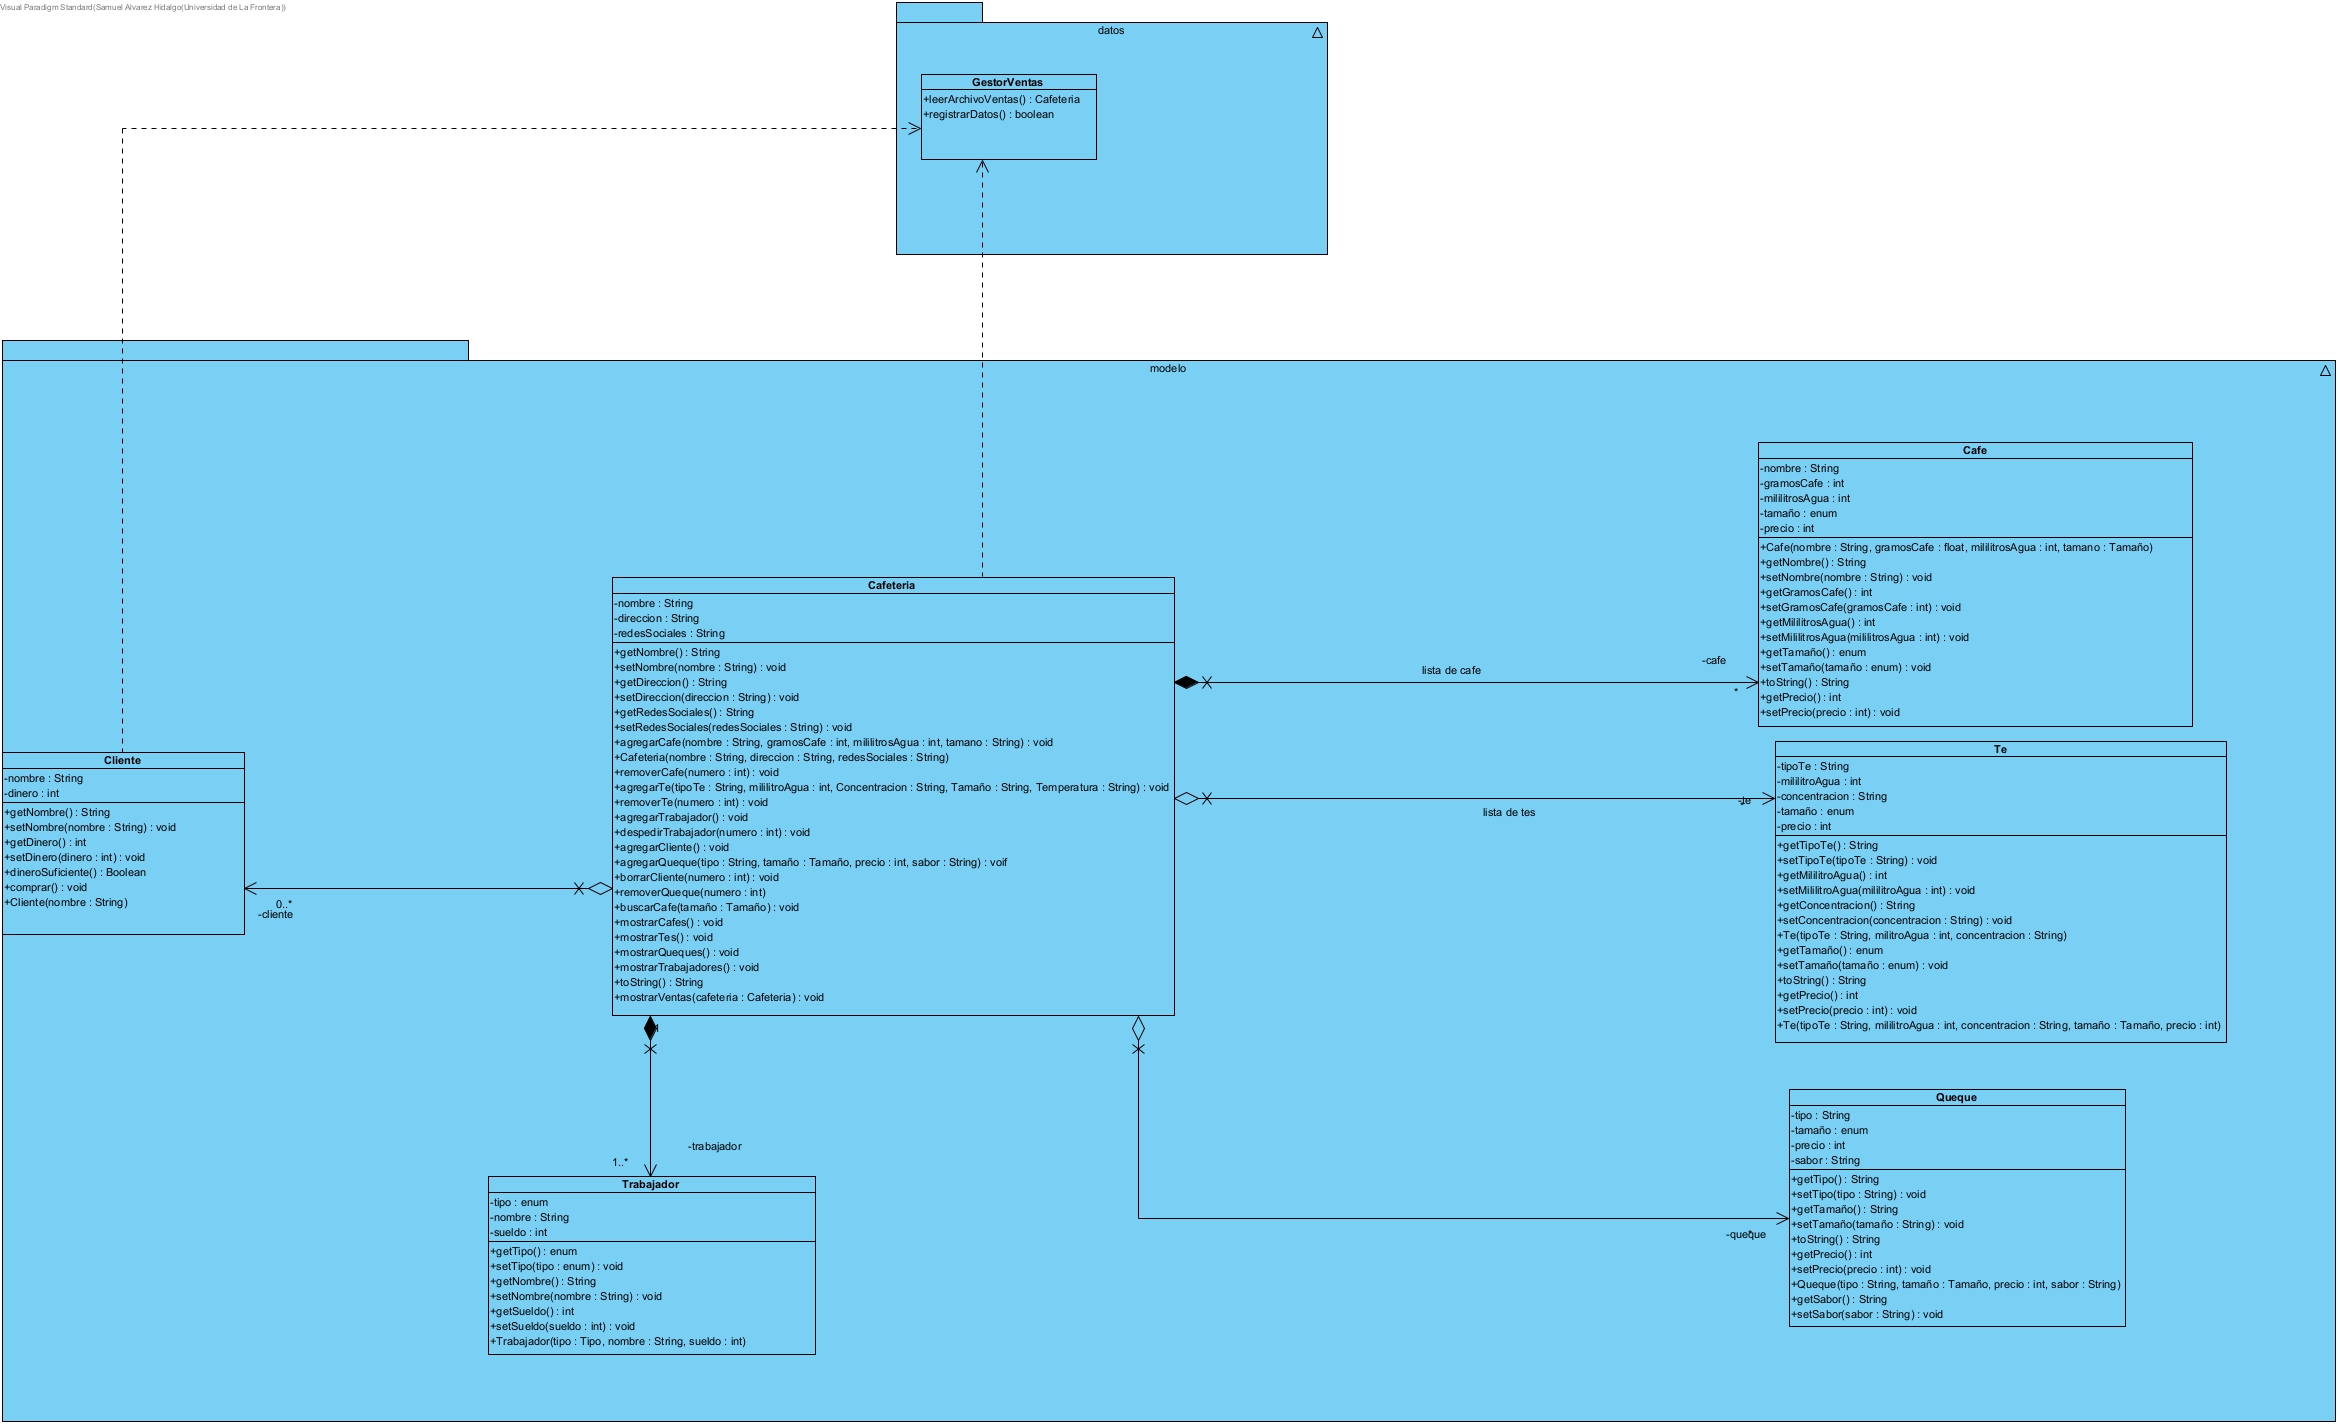 Visual Paradigm Standard(Samuel Alvarez Hidalgo(Universidad de La Frontera))
datos
GestorVentas
+leerArchivoVentas() : Cafeteria
+registrarDatos() : boolean
modelo
Cafe
-nombre : String
-gramosCafe : int
-mililitrosAgua : int
-tamaño : enum
-precio : int
+Cafe(nombre : String, gramosCafe : float, mililitrosAgua : int, tamano : Tamaño)
+getNombre() : String
+setNombre(nombre : String) : void
+getGramosCafe() : int
+setGramosCafe(gramosCafe : int) : void
+getMililitrosAgua() : int
+setMililitrosAgua(mililitrosAgua : int) : void
+getTamaño() : enum
+setTamaño(tamaño : enum) : void
+toString() : String
+getPrecio() : int
+setPrecio(precio : int) : void
Cafeteria
-nombre : String
-direccion : String
-redesSociales : String
+getNombre() : String
+setNombre(nombre : String) : void
+getDireccion() : String
+setDireccion(direccion : String) : void
+getRedesSociales() : String
+setRedesSociales(redesSociales : String) : void
+agregarCafe(nombre : String, gramosCafe : int, mililitrosAgua : int, tamano : String) : void
+Cafeteria(nombre : String, direccion : String, redesSociales : String)
+removerCafe(numero : int) : void
+agregarTe(tipoTe : String, mililitroAgua : int, Concentracion : String, Tamaño : String, Temperatura : String) : void
+removerTe(numero : int) : void
+agregarTrabajador() : void
+despedirTrabajador(numero : int) : void
+agregarCliente() : void
+agregarQueque(tipo : String, tamaño : Tamaño, precio : int, sabor : String) : voif
+borrarCliente(numero : int) : void
+removerQueque(numero : int)
+buscarCafe(tamaño : Tamaño) : void
+mostrarCafes() : void
+mostrarTes() : void
+mostrarQueques() : void
+mostrarTrabajadores() : void
+toString() : String
+mostrarVentas(cafeteria : Cafeteria) : void
lista de cafe
-cafe
*
lista de tes
-te
Cliente
-nombre : String
-dinero : int
+getNombre() : String
+setNombre(nombre : String) : void
+getDinero() : int
+setDinero(dinero : int) : void
+dineroSuficiente() : Boolean
+comprar() : void
+Cliente(nombre : String)
0..*
-cliente
Te
-tipoTe : String
-mililitroAgua : int
-concentracion : String
-tamaño : enum
-precio : int
+getTipoTe() : String
+setTipoTe(tipoTe : String) : void
+getMililitroAgua() : int
+setMililitroAgua(mililitroAgua : int) : void
+getConcentracion() : String
+setConcentracion(concentracion : String) : void
+Te(tipoTe : String, militroAgua : int, concentracion : String)
+getTamaño() : enum
+setTamaño(tamaño : enum) : void
+toString() : String
+getPrecio() : int
+setPrecio(precio : int) : void
+Te(tipoTe : String, mililitroAgua : int, concentracion : String, tamaño : Tamaño, precio : int)
-trabajador
1..*
Trabajador
-tipo : enum
-nombre : String
-sueldo : int
+getTipo() : enum
+setTipo(tipo : enum) : void
+getNombre() : String
+setNombre(nombre : String) : void
+getSueldo() : int
+setSueldo(sueldo : int) : void
+Trabajador(tipo : Tipo, nombre : String, sueldo : int)
-queque
Queque
-tipo : String
-tamaño : enum
-precio : int
-sabor : String
+getTipo() : String
+setTipo(tipo : String) : void
+getTamaño() : String
+setTamaño(tamaño : String) : void
+toString() : String
+getPrecio() : int
+setPrecio(precio : int) : void
+Queque(tipo : String, tamaño : Tamaño, precio : int, sabor : String)
+getSabor() : String
+setSabor(sabor : String) : void